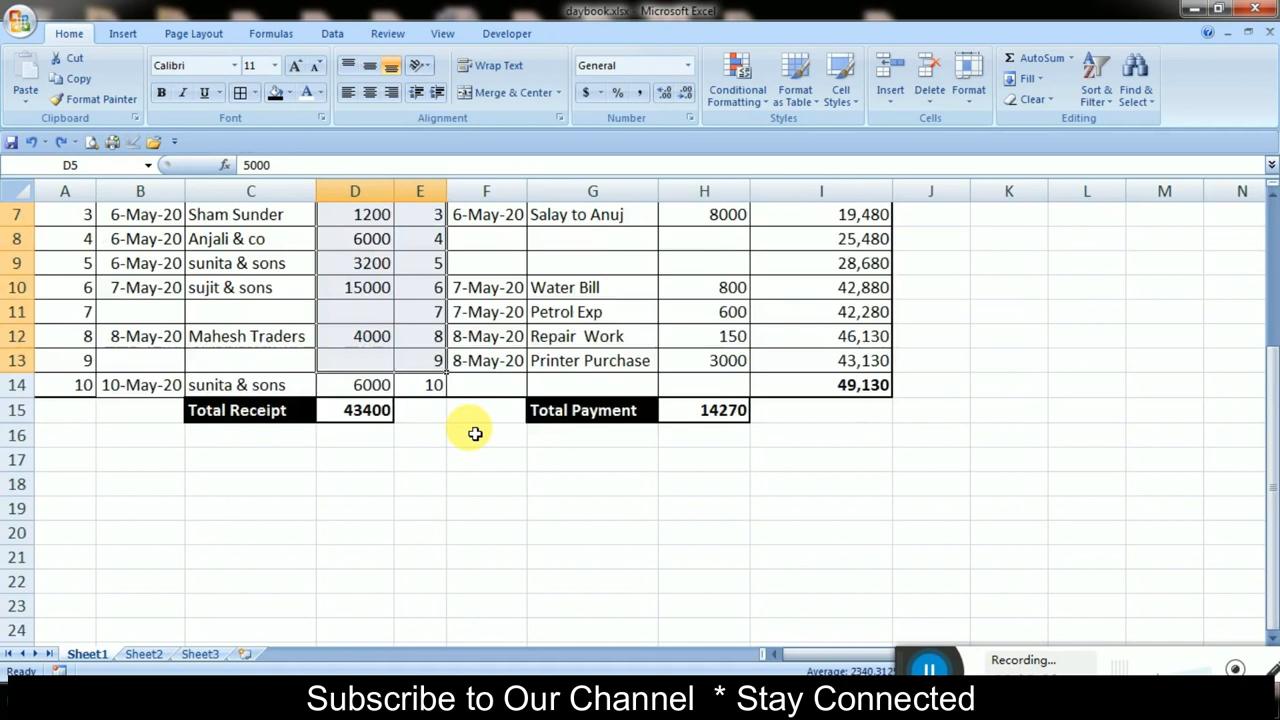 daybook.xlsx - Microsoft Excel
Home Insert Page Layout Formulas Data Review View Developer
Paste Cut Copy Format Painter Clipboard
Calibri 11 A A B I U A Font
Wrap Text Merge & Center Alignment
General $ % , Number
Conditional Formatting Format as Table Cell Styles Styles
Insert Delete Format Cells
Σ AutoSum Fill Clear Sort & Filter Find & Select Editing
D5 fx 5000
A B C D E F G H I J K L M N
7 3 6-May-20 Sham Sunder 1200 3 6-May-20 Salay to Anuj 8000 19,480
8 4 6-May-20 Anjali & co 6000 4 25,480
9 5 6-May-20 sunita & sons 3200 5 28,680
10 6 7-May-20 sujit & sons 15000 6 7-May-20 Water Bill 800 42,880
11 7 7 7-May-20 Petrol Exp 600 42,280
12 8 8-May-20 Mahesh Traders 4000 8 8-May-20 Repair Work 150 46,130
13 9 9 8-May-20 Printer Purchase 3000 43,130
14 10 10-May-20 sunita & sons 6000 10 49,130
15 Total Receipt 43400 Total Payment 14270
16
17
18
19
20
21
22
23
24
Sheet1 Sheet2 Sheet3
Ready Average: 2340.3125 Recording...
Subscribe to Our Channel * Stay Connected